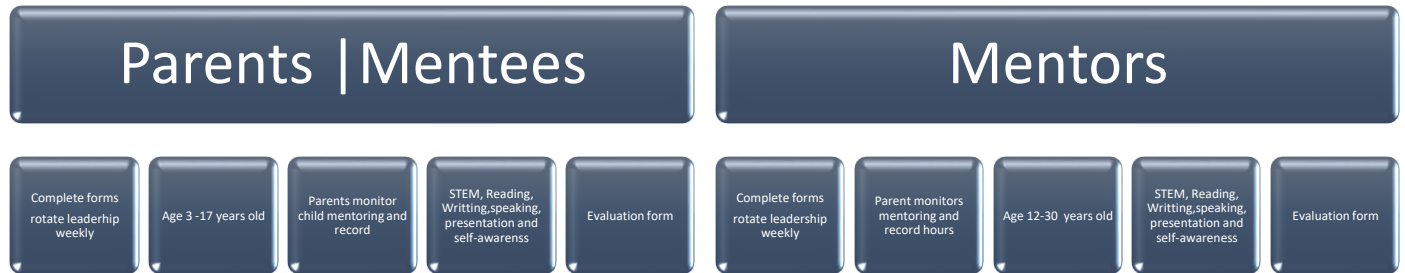 Parents |Mentees
Mentors
Complete forms
rotate leaderhip
weekly
Age 3 -17 years old
Parents monitor
child mentoring and
record
STEM, Reading,
Writting,speaking,
presentation and
self-awarenss
Evaluation form
Complete forms
rotate leadership
weekly
Parent monitors
mentoring and
record hours
Age 12-30  years old
STEM, Reading,
Writting,speaking,
presentation and
self-awareness
Evaluation form